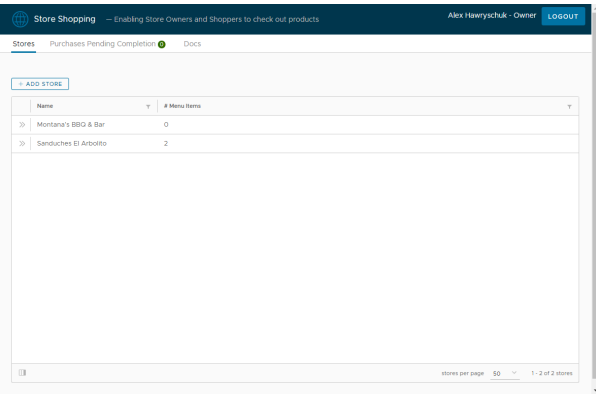 Store Shopping — Enabling Store Owners and Shoppers to check out products Alex Hawryschuk - Owner LOGOUT
Stores Purchases Pending Completion 0 Docs
+ ADD STORE
Name # Menu Items
Montana's BBQ & Bar 0
Sanduches El Arbolito 2
stores per page 50 1 - 2 of 2 stores